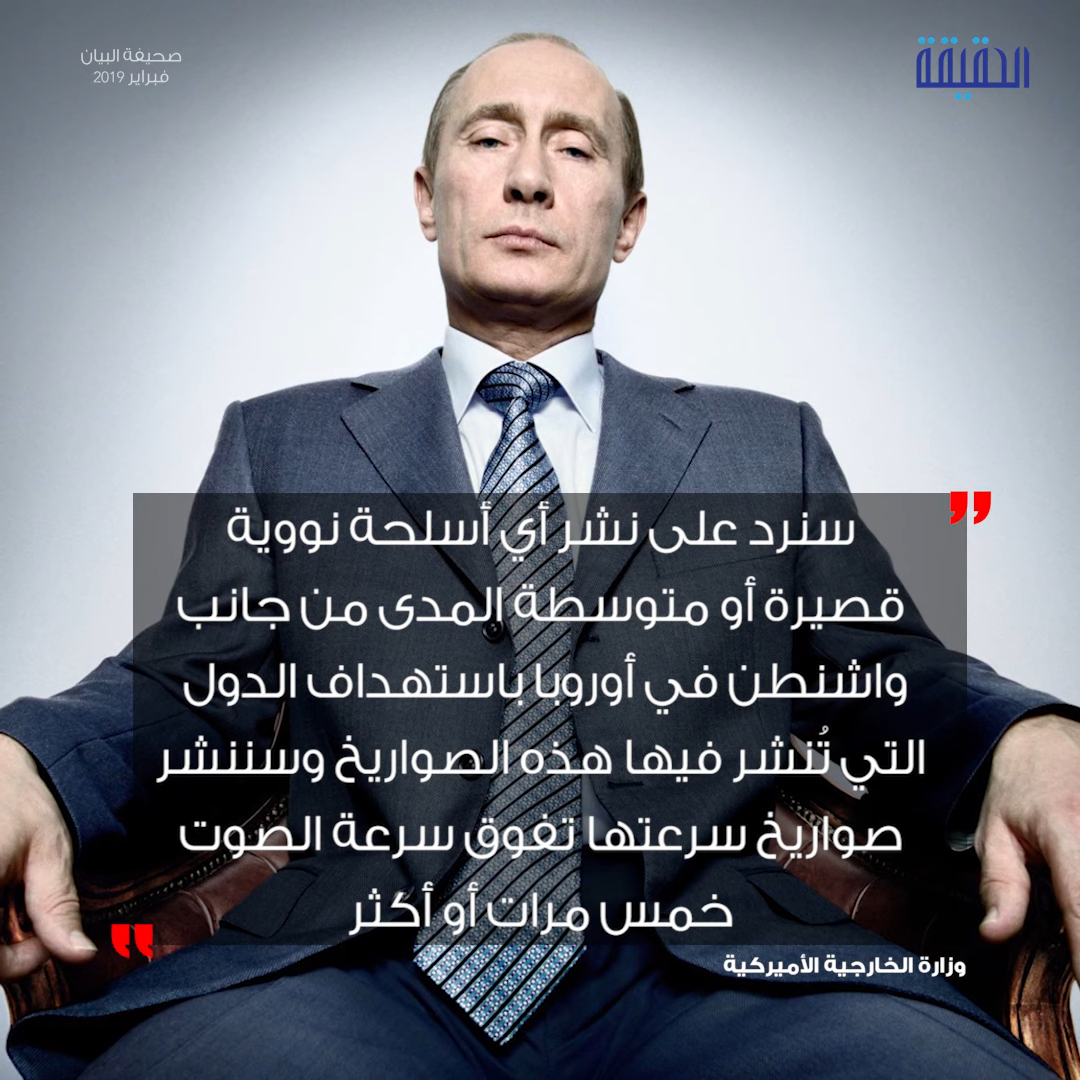 الحقيقة
صحيفة البيان
فبراير 2019
"
سنرد على نشر أي أسلحة نووية
قصيرة أو متوسطة المدى من جانب
واشنطن في أوروبا باستهداف الدول
التي تُنشر فيها هذه الصواريخ وسننشر
صواريخ سرعتها تفوق سرعة الصوت
خمس مرات أو أكثر
"
وزارة الخارجية الأميركية